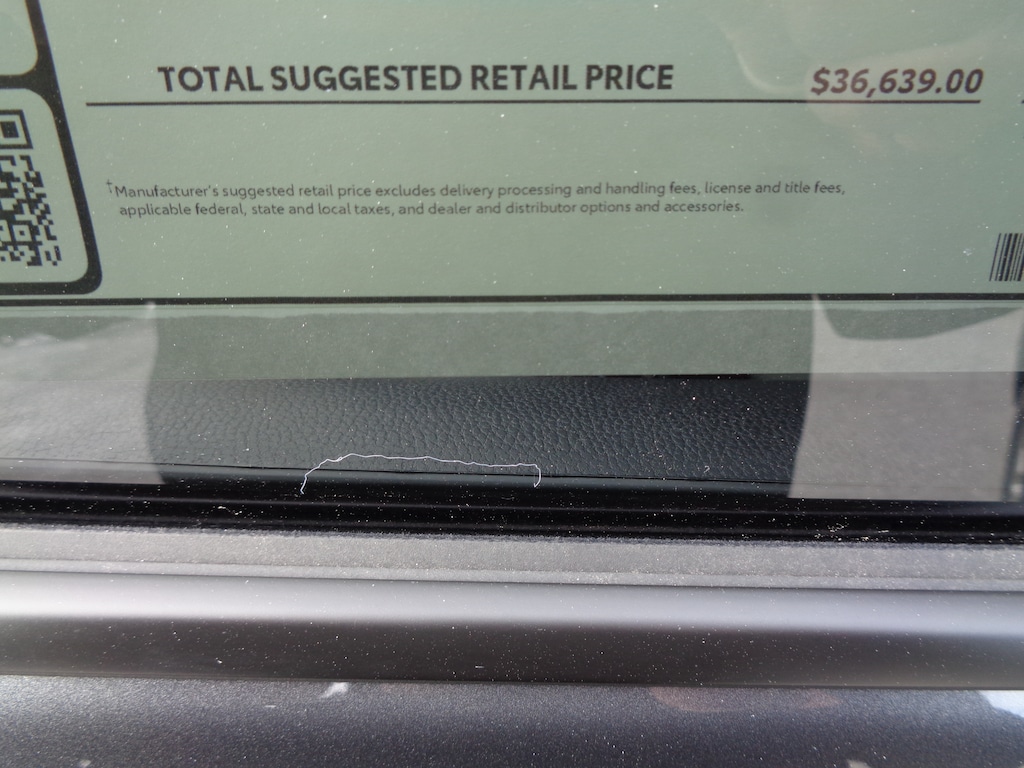 TOTAL SUGGESTED RETAIL PRICE $36,639.00
†Manufacturer's suggested retail price excludes delivery processing and handling fees, license and title fees,
applicable federal, state and local taxes, and dealer and distributor options and accessories.